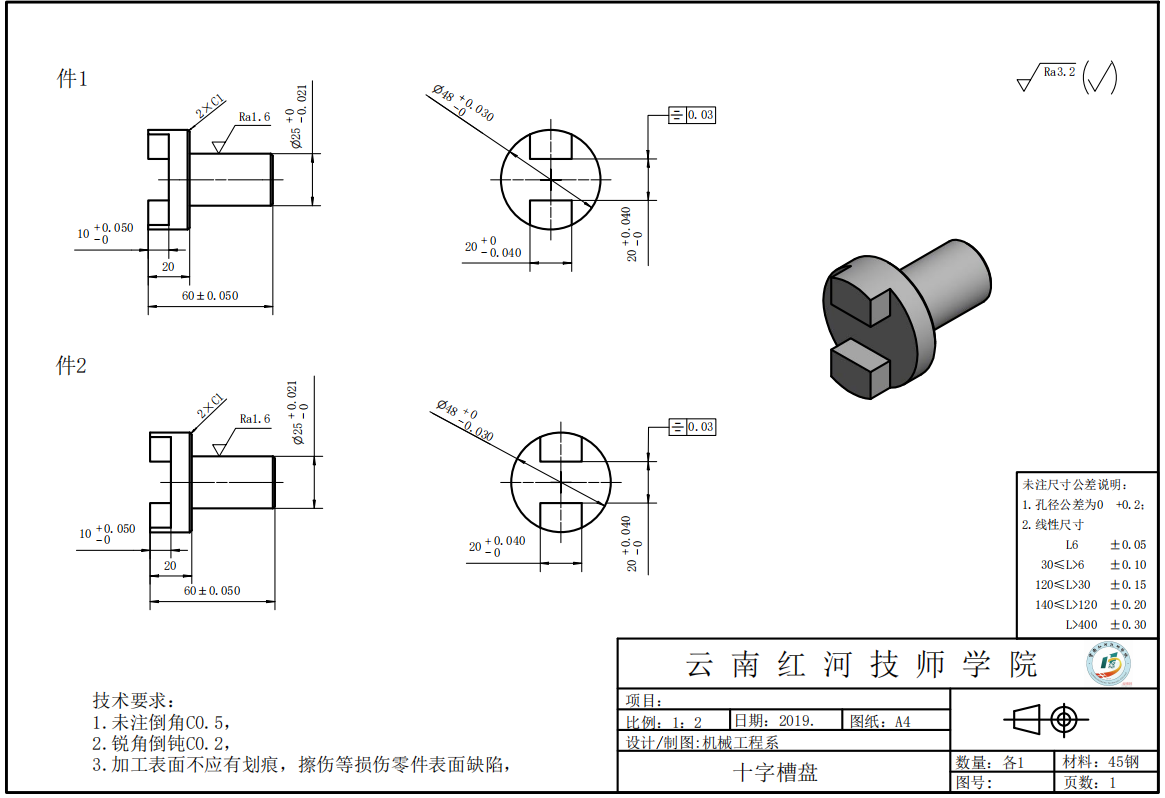 件1
2×C1
Ra1.6
Ø25 +0 -0.021
10 +0.050 -0
20
60±0.050
Ø48 +0.030 -0
0.03
20 +0 -0.040
20 +0.040 -0
Ra3.2
件2
2×C1
Ra1.6
Ø25 +0.021 -0
10 +0.050 -0
20
60±0.050
Ø48 +0 -0.030
0.03
20 +0.040 -0
20 +0.040 -0
未注尺寸公差说明:
1.孔径公差为0 +0.2;
2.线性尺寸
L6 ±0.05
30≤L>6 ±0.10
120≤L>30 ±0.15
140≤L>120 ±0.20
L>400 ±0.30
技术要求:
1.未注倒角C0.5,
2.锐角倒钝C0.2,
3.加工表面不应有划痕，擦伤等损伤零件表面缺陷,
云南红河技师学院
项目:
比例: 1: 2 日期: 2019. 图纸: A4
设计/制图:机械工程系
十字槽盘
数量: 各1 材料: 45钢
图号: 页数: 1